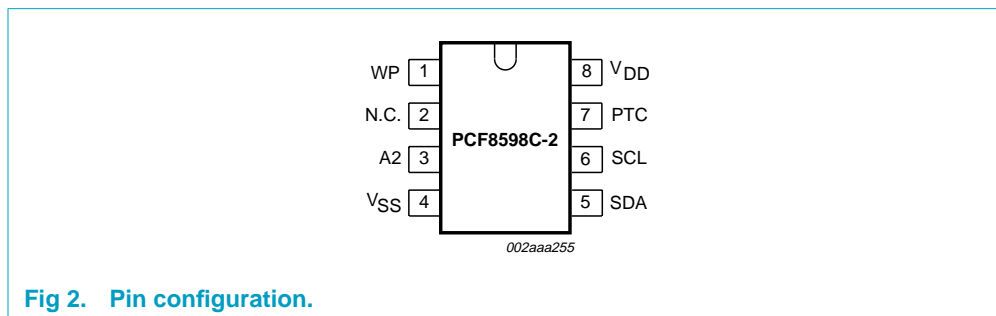 WP 1 8 VDD
N.C. 2 7 PTC
PCF8598C-2
A2 3 6 SCL
VSS 4 5 SDA
002aaa255
Fig 2. Pin configuration.